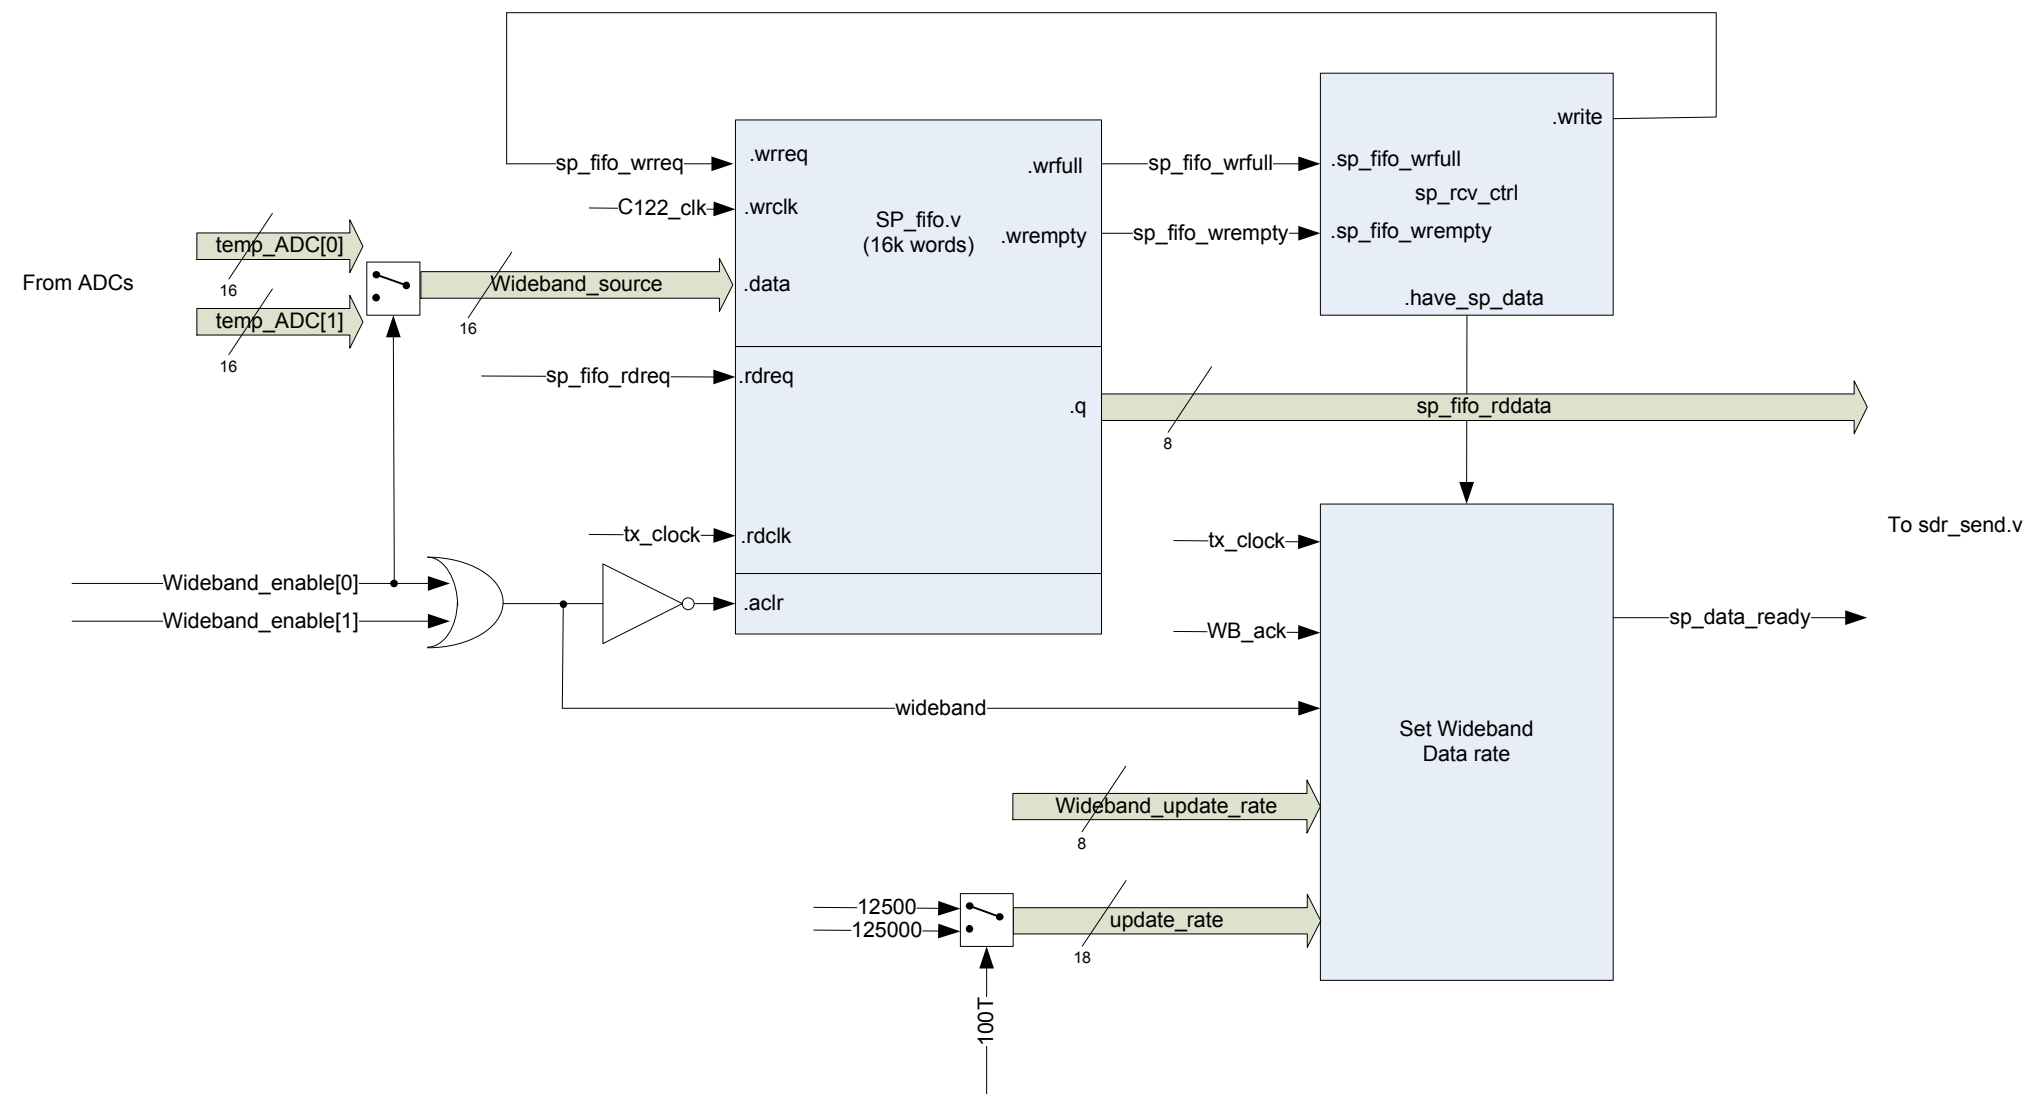 .write
sp_fifo_wrreq
.wrreq
.wrfull
sp_fifo_wrfull
.sp_fifo_wrfull
sp_rcv_ctrl
C122_clk
.wrclk
SP_fifo.v
(16k words)
.wrempty
sp_fifo_wrempty
.sp_fifo_wrempty
temp_ADC[0]
16
From ADCs
Wideband_source
16
.data
.have_sp_data
temp_ADC[1]
16
sp_fifo_rdreq
.rdreq
.q
8
sp_fifo_rddata
tx_clock
.rdclk
tx_clock
To sdr_send.v
Wideband_enable[0]
Wideband_enable[1]
.aclr
WB_ack
sp_data_ready
wideband
Set Wideband
Data rate
Wideband_update_rate
8
12500
125000
update_rate
18
100T